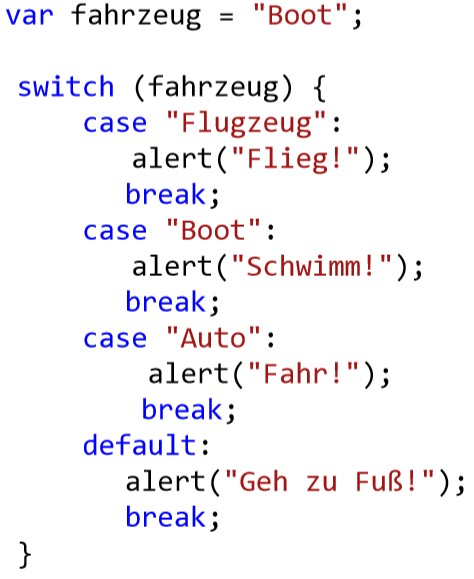 var fahrzeug = "Boot";
switch (fahrzeug) {
case "Flugzeug":
alert("Flieg!");
break;
case "Boot":
alert("Schwimm!");
break;
case "Auto":
alert("Fahr!");
break;
default:
alert("Geh zu Fuß!");
break;
}